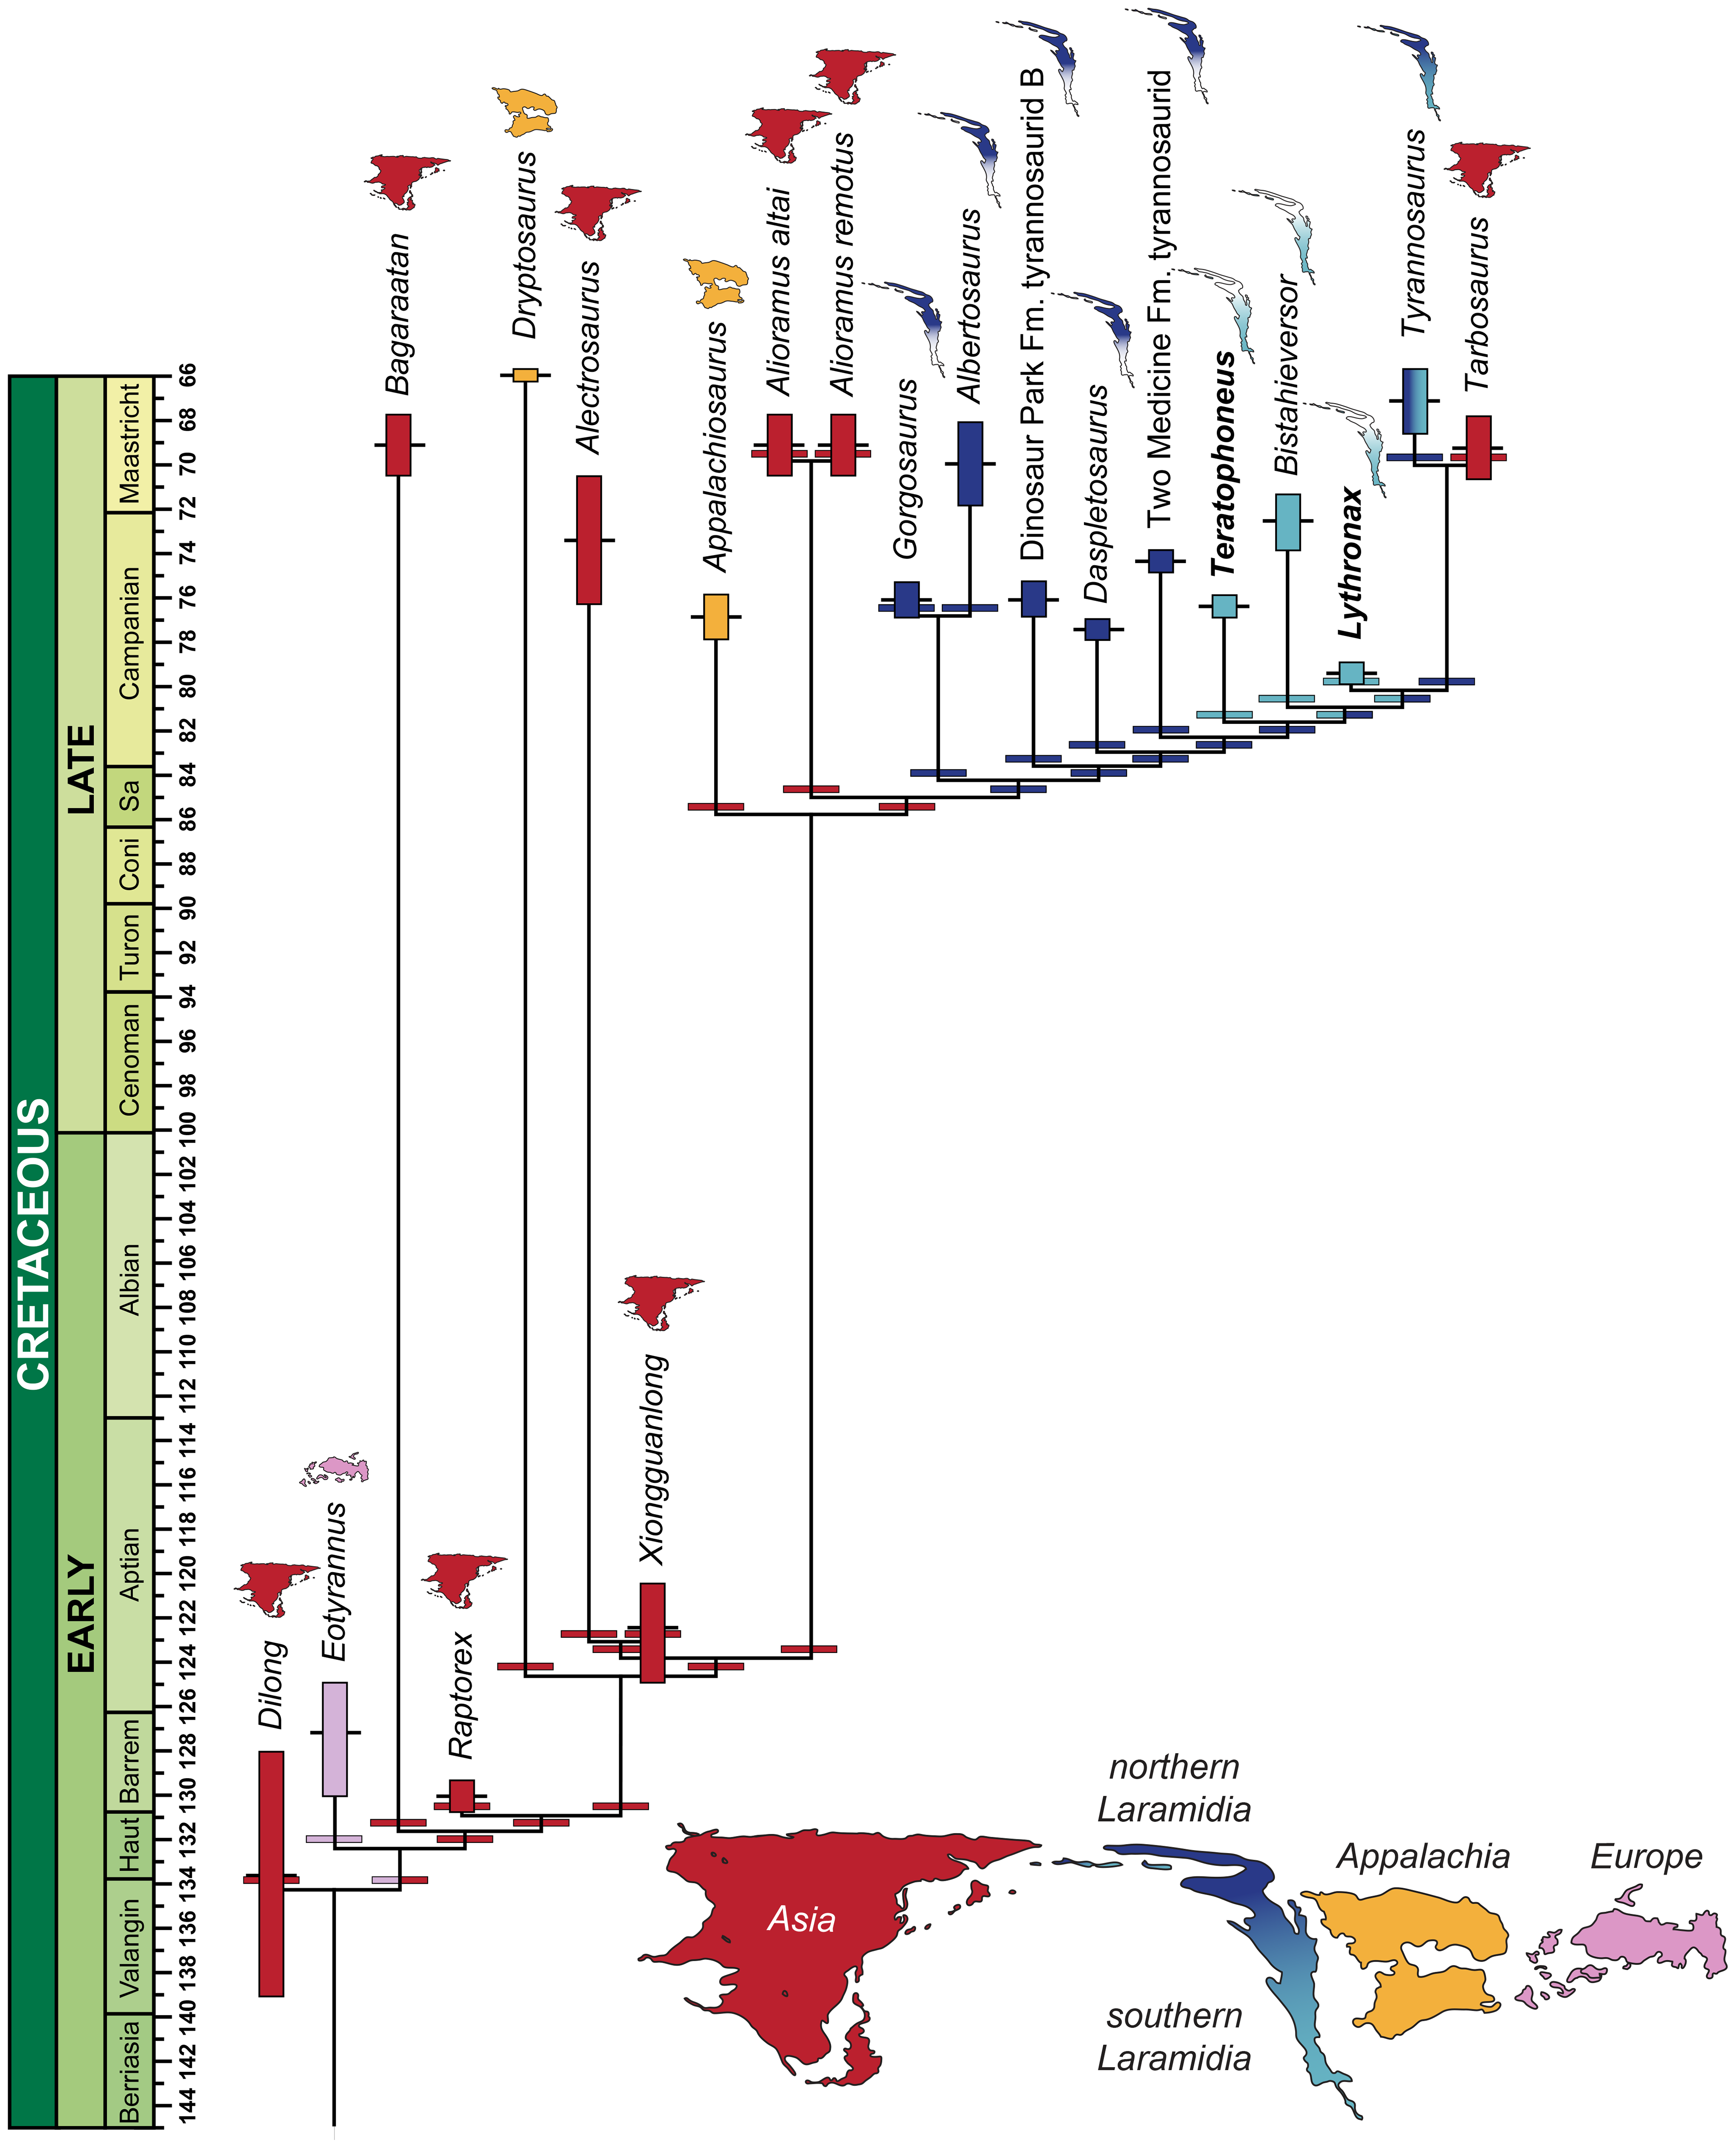 CRETACEOUS
LATE
EARLY
Maastricht
Campanian
Sa
Coni
Turon
Cenoman
Albian
Aptian
Barrem
Haut
Valangin
Berriasia
66
68
70
72
74
76
78
80
82
84
86
88
90
92
94
96
98
100
102
104
106
108
110
112
114
116
118
120
122
124
126
128
130
132
134
136
138
140
142
144
Dilong
Eotyrannus
Bagaraatan
Raptorex
Dryptosaurus
Alectrosaurus
Xiongguanlong
Appalachiosaurus
Alioramus altai
Alioramus remotus
Gorgosaurus
Albertosaurus
Dinosaur Park Fm. tyrannosaurid B
Daspletosaurus
Two Medicine Fm. tyrannosaurid
Teratophoneus
Bistahieversor
Lythronax
Tyrannosaurus
Tarbosaurus
Asia
northern
Laramidia
southern
Laramidia
Appalachia
Europe